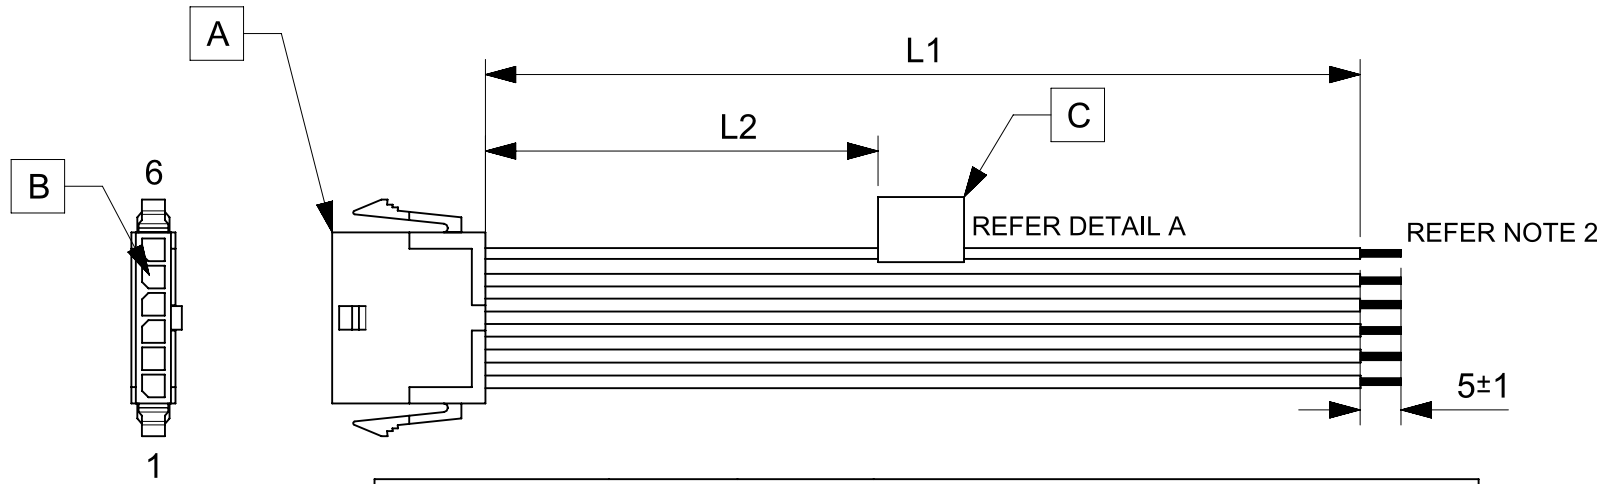 A
L1
L2
C
B
6
REFER DETAIL A
REFER NOTE 2
5±1
1